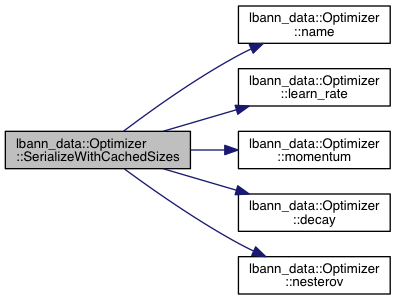 lbann_data::Optimizer
::name
lbann_data::Optimizer
::learn_rate
lbann_data::Optimizer
::SerializeWithCachedSizes
lbann_data::Optimizer
::momentum
lbann_data::Optimizer
::decay
lbann_data::Optimizer
::nesterov